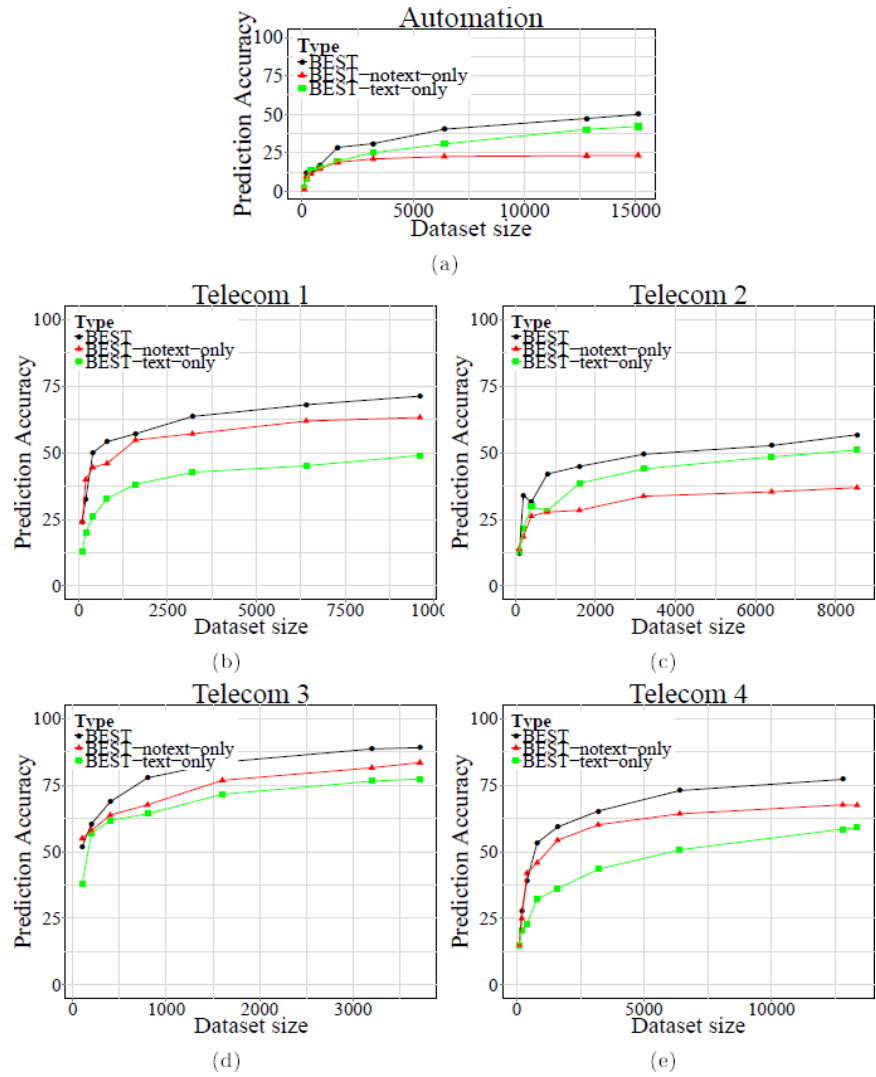 Automation
Prediction Accuracy
100
75
50
25
0
Type
BEST
BEST-notext-only
BEST-text-only
0 5000 10000 15000
Dataset size
(a)
Telecom 1
Prediction Accuracy
100
75
50
25
0
Type
BEST
BEST-notext-only
BEST-text-only
0 2500 5000 7500 1000
Dataset size
(b)
Telecom 2
Prediction Accuracy
100
75
50
25
0
Type
BEST
BEST-notext-only
BEST-text-only
0 2000 4000 6000 8000
Dataset size
(c)
Telecom 3
Prediction Accuracy
100
75
50
25
0
Type
BEST
BEST-notext-only
BEST-text-only
0 1000 2000 3000
Dataset size
(d)
Telecom 4
Prediction Accuracy
100
75
50
25
0
Type
BEST
BEST-notext-only
BEST-text-only
0 5000 10000
Dataset size
(e)